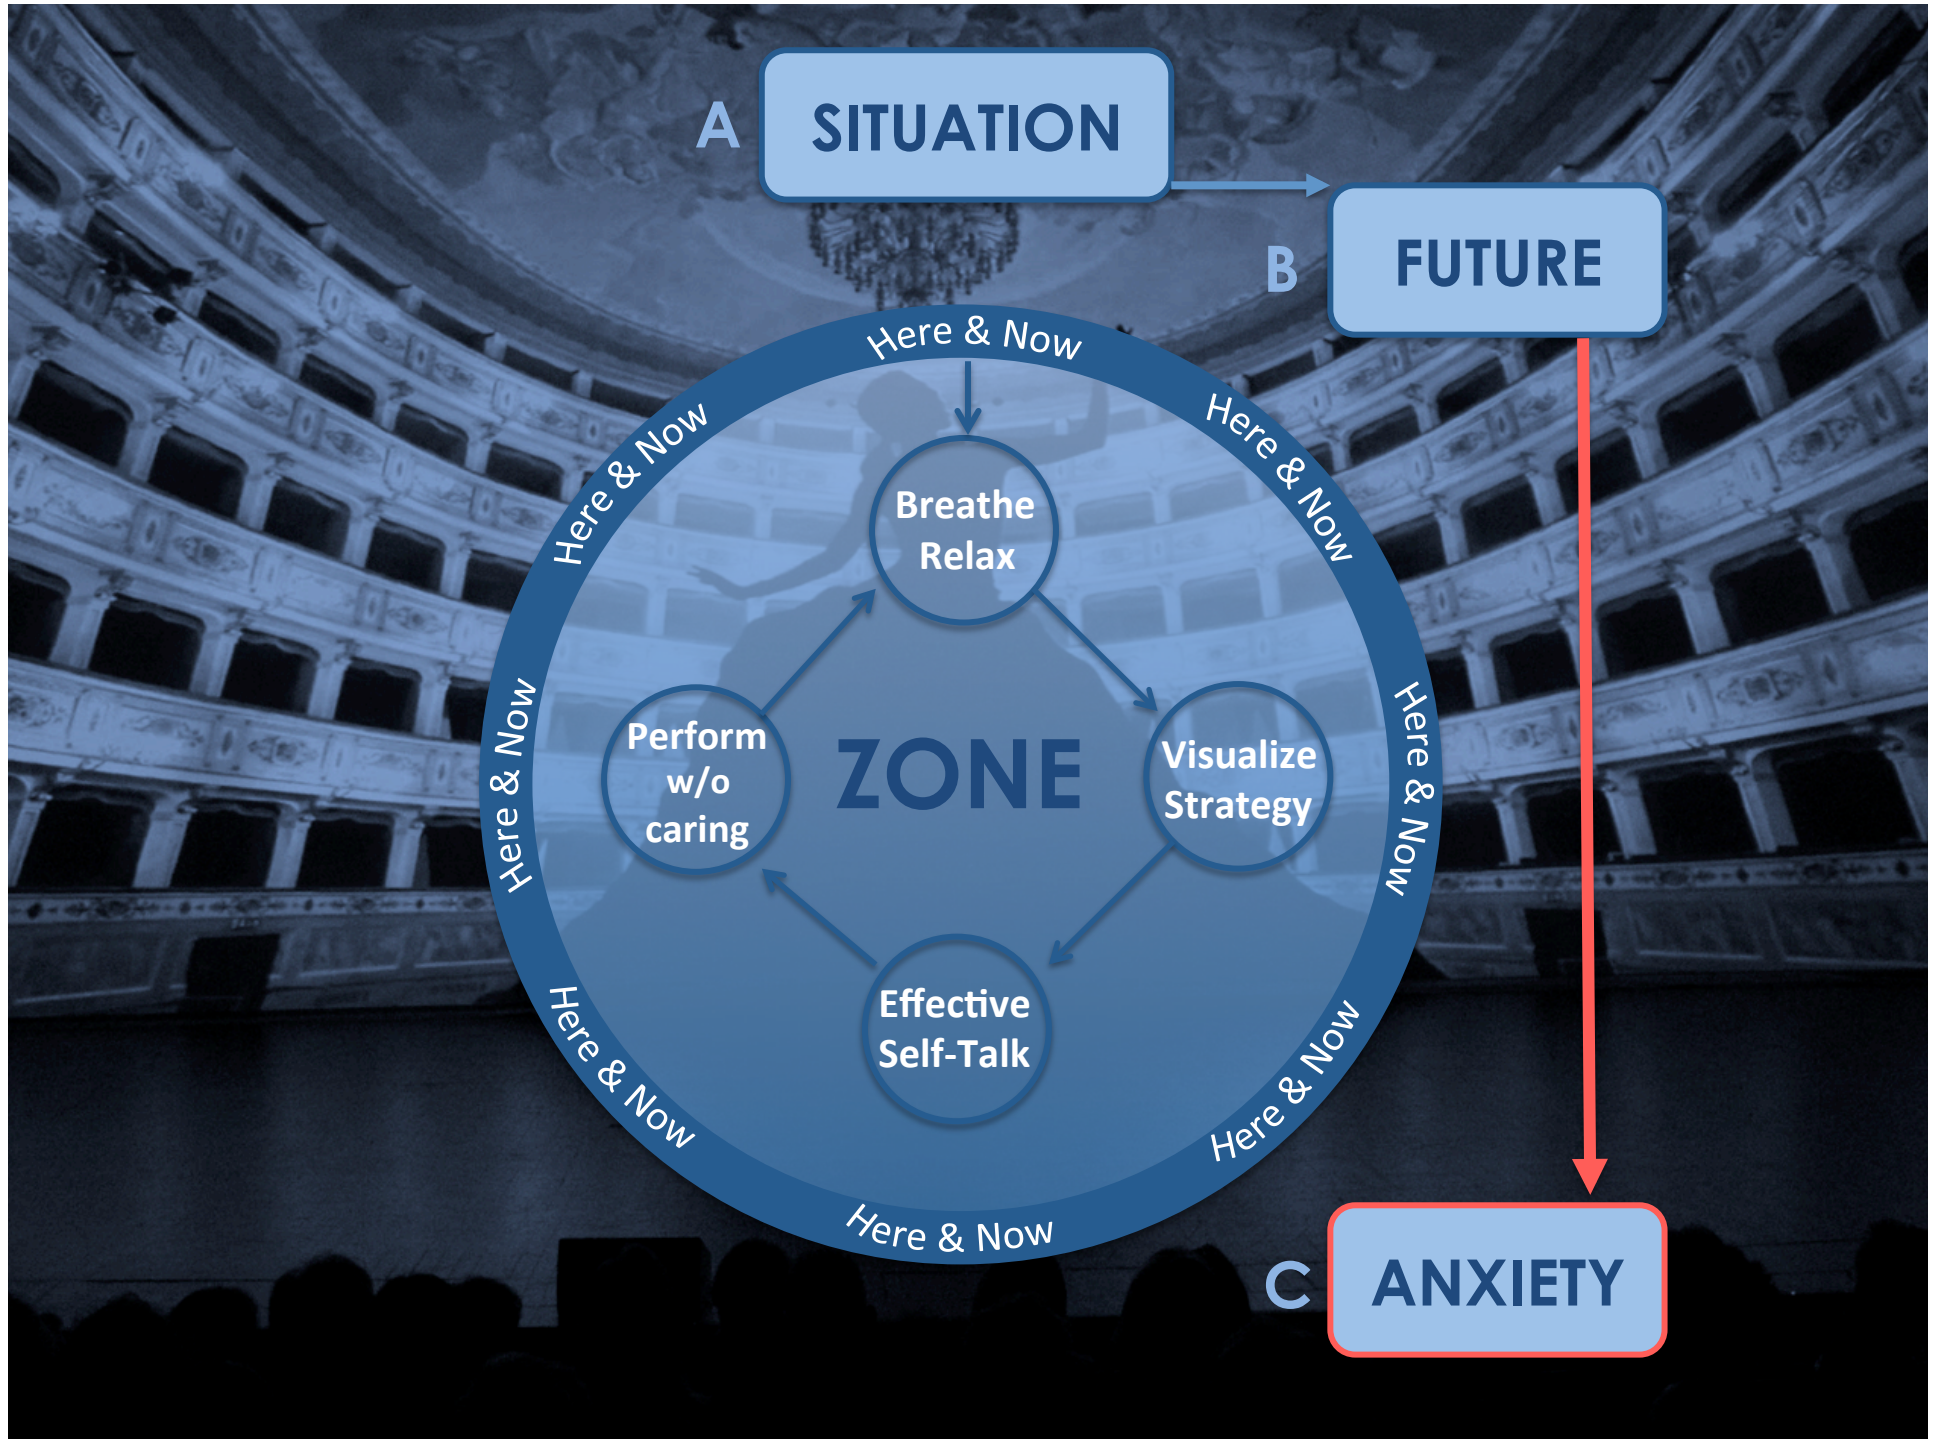 A
SITUATION
B
FUTURE
Here & Now
Here & Now
Here & Now
Here & Now
Here & Now
Here & Now
Here & Now
Here & Now
Breathe
Relax
Visualize
Strategy
Effective
Self-Talk
Perform
w/o
caring
ZONE
C
ANXIETY